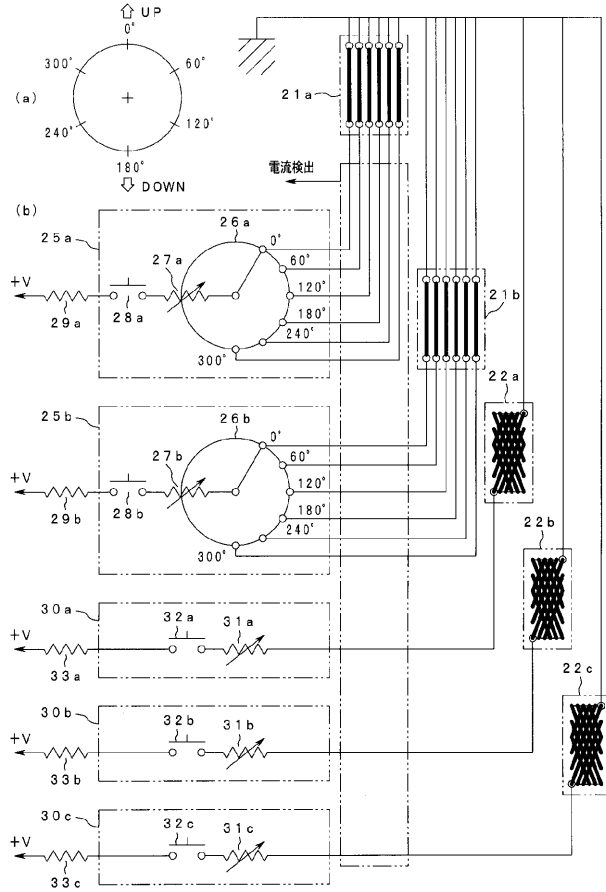 UP
0°
300°
60°
(a)
240°
120°
180°
DOWN
21a
電流検出
(b)
25a
26a
0°
27a
60°
+V
120°
28a
29a
180°
240°
300°
21b
22a
25b
26b
0°
27b
60°
+V
120°
28b
29b
180°
240°
300°
22b
30a
32a
31a
+V
33a
22c
30b
32b
31b
+V
33b
30c
32c
31c
+V
33c